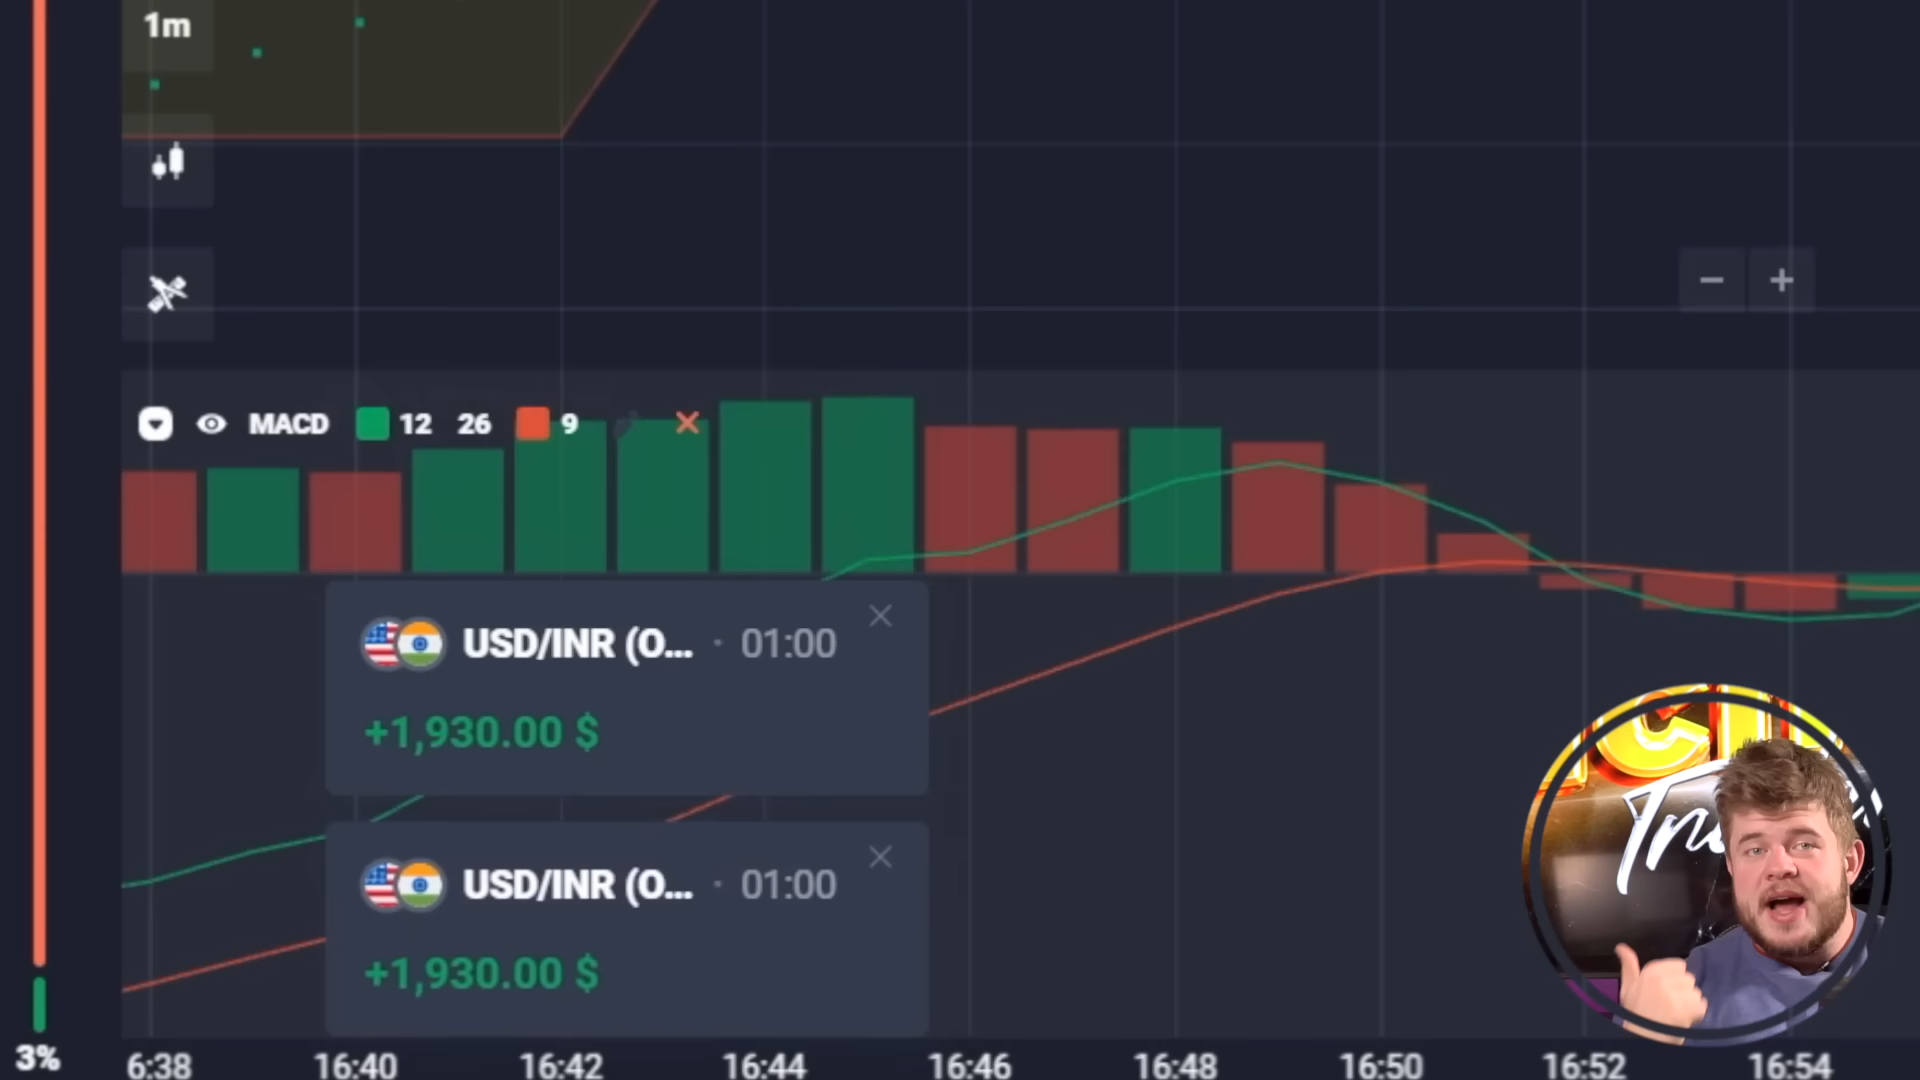 1m
MACD 12 26 9
USD/INR (O... · 01:00
+1,930.00 $
USD/INR (O... · 01:00
+1,930.00 $
3% 6:38 16:40 16:42 16:44 16:46 16:48 16:50 16:52 16:54